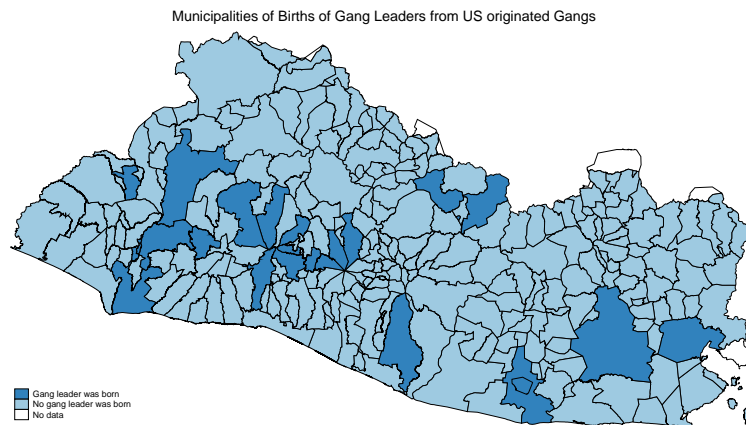 Municipalities of Births of Gang Leaders from US originated Gangs
Gang leader was born
No gang leader was born
No data